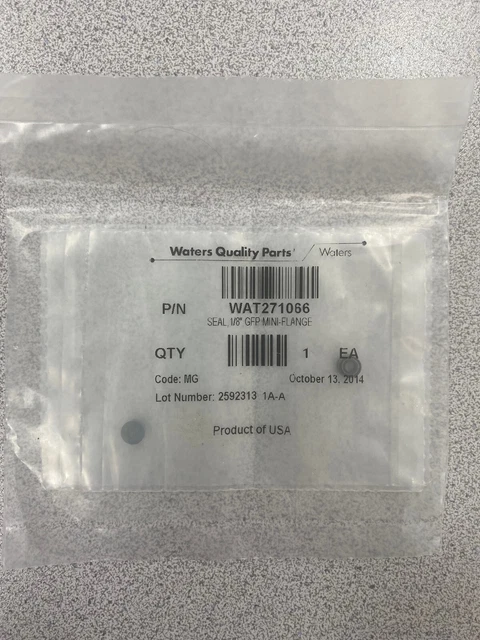 Waters Quality Parts / Waters
P/N WAT271066
SEAL,1/8" GFP MINI-FLANGE
QTY 1 EA
Code: MG October 13, 2014
Lot Number: 2592313 1A-A
Product of USA